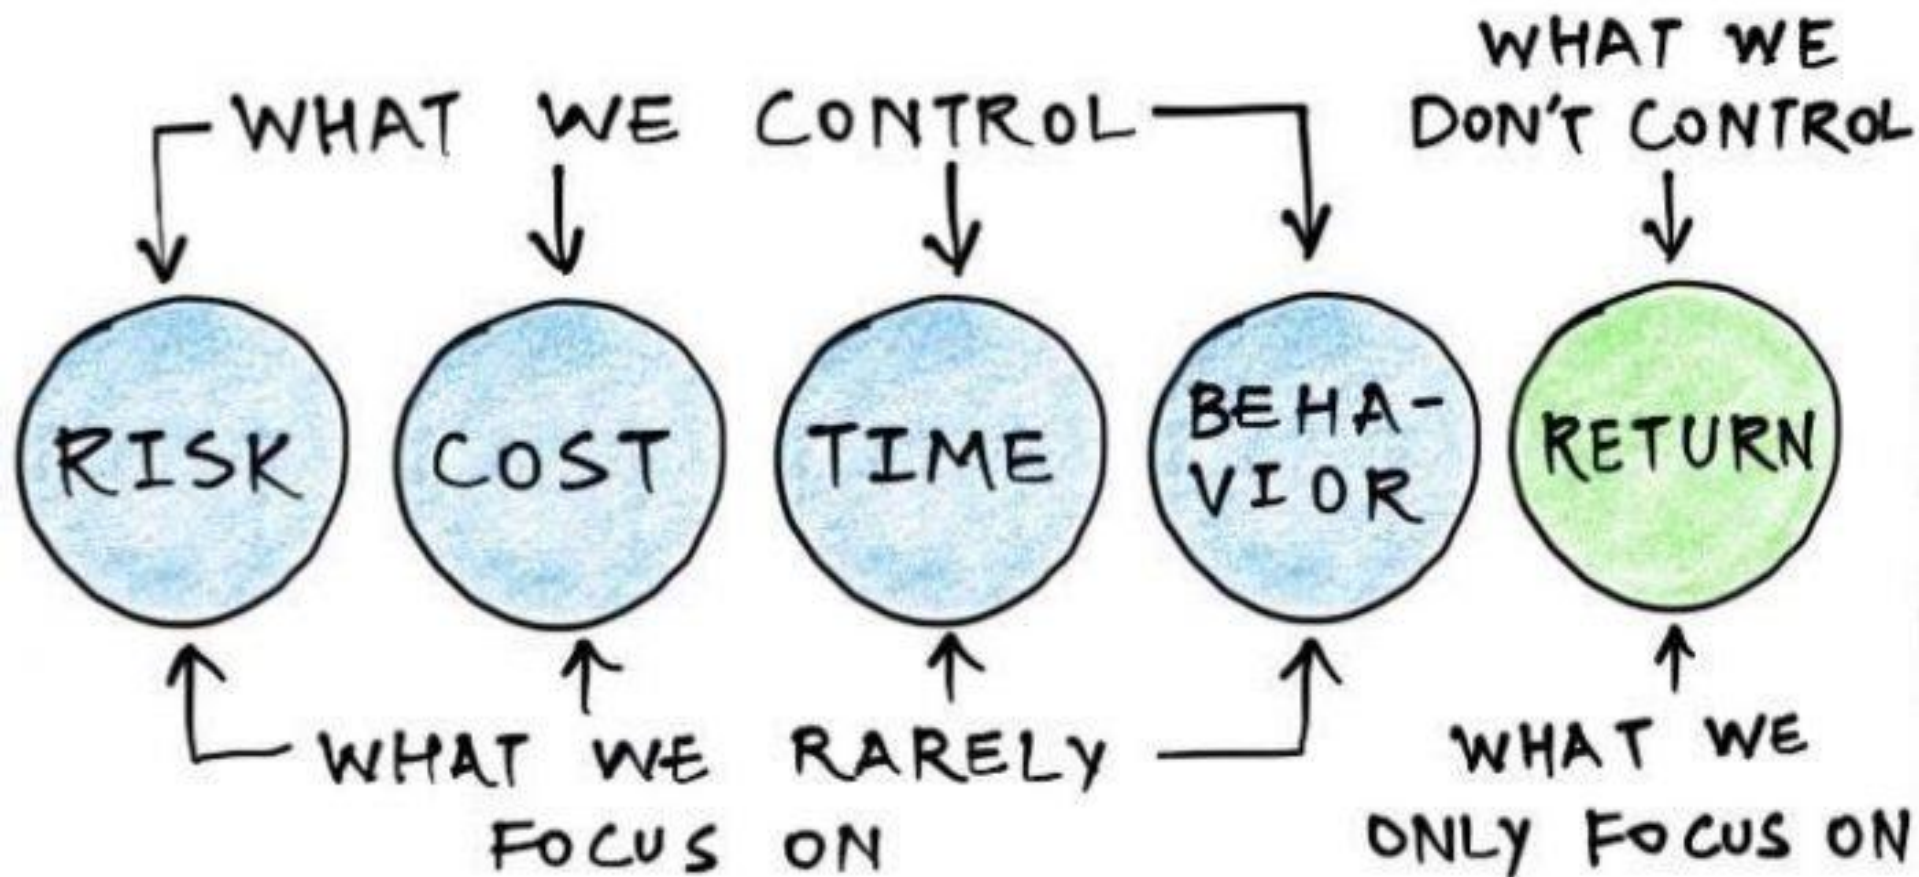 WHAT WE CONTROL
WHAT WE
DON'T CONTROL
RISK
COST
TIME
BEHA-
VIOR
RETURN
WHAT WE RARELY
FOCUS ON
WHAT WE
ONLY FOCUS ON